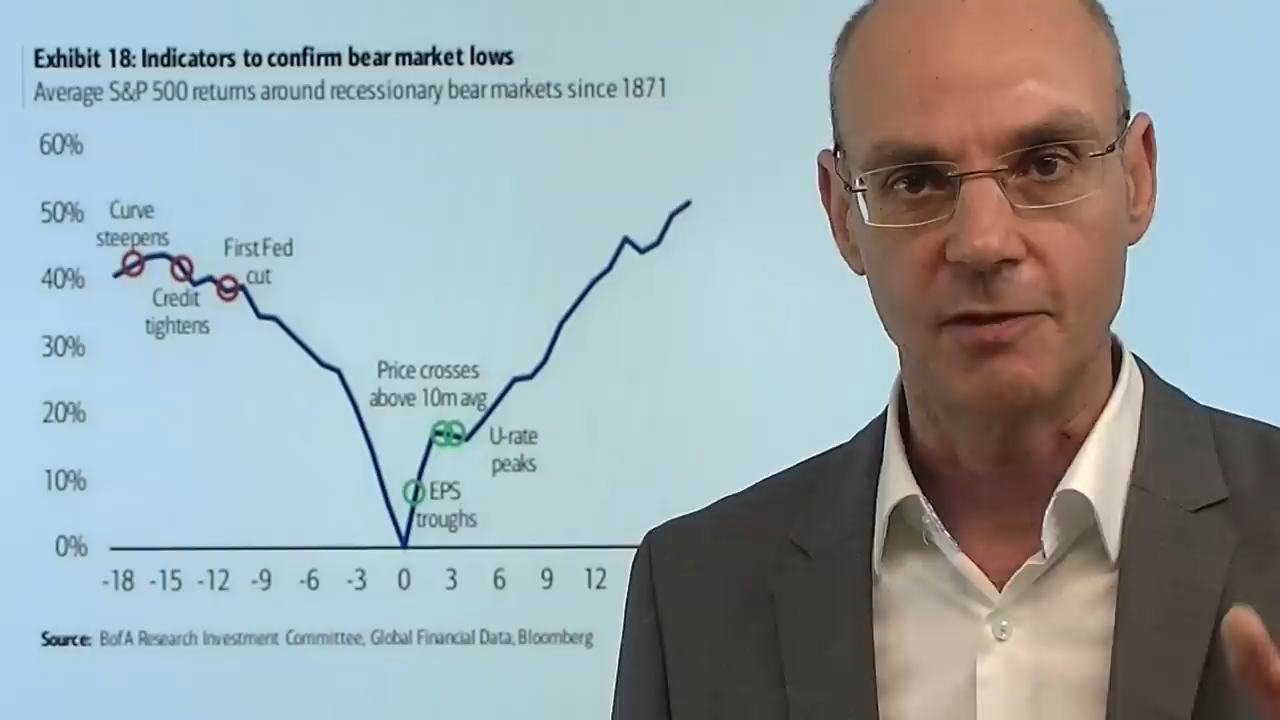 Exhibit 18: Indicators to confirm bear market lows
Average S&P 500 returns around recessionary bear markets since 1871
60%
50%
40%
30%
20%
10%
0%
Curve
steepens
Credit
tightens
First Fed
cut
Price crosses
above 10m avg
U-rate
peaks
EPS
troughs
-18 -15 -12 -9 -6 -3 0 3 6 9 12
Source: BofA Research Investment Committee, Global Financial Data, Bloomberg